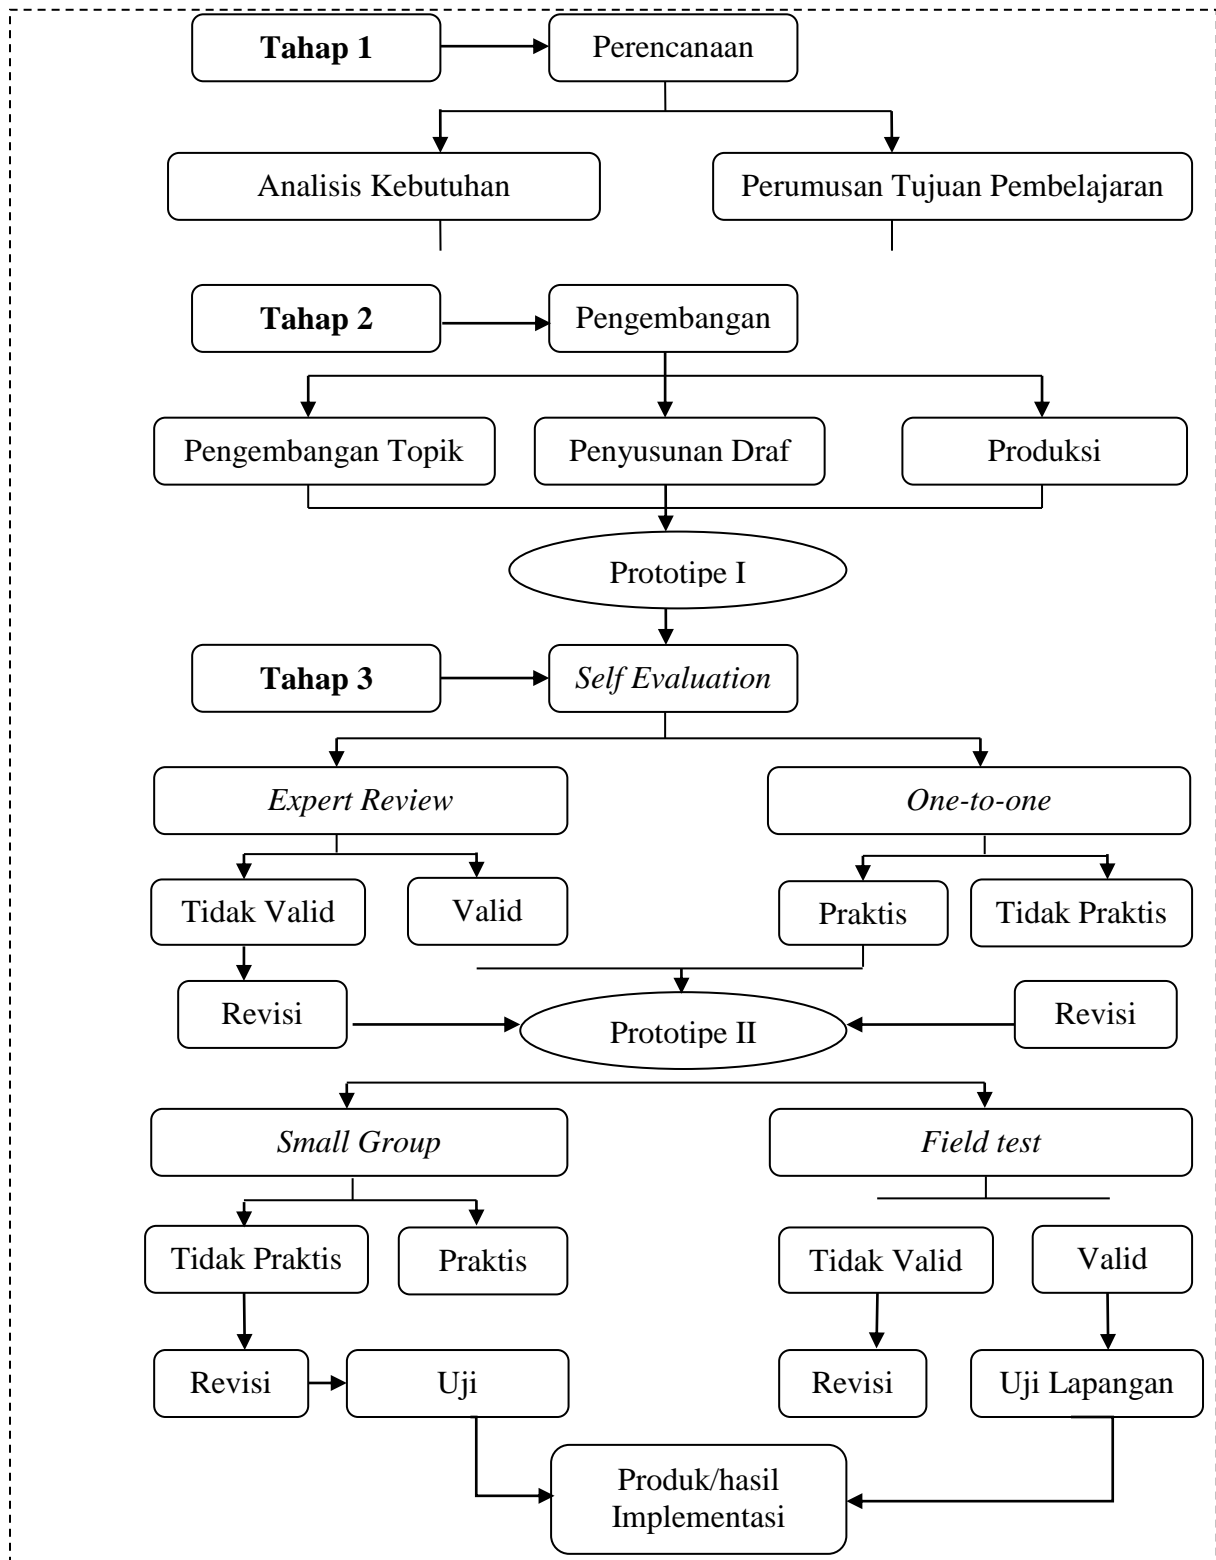 Tahap 1
Perencanaan
Analisis Kebutuhan
Perumusan Tujuan Pembelajaran
Tahap 2
Pengembangan
Pengembangan Topik
Penyusunan Draf
Produksi
Prototipe I
Tahap 3
Self Evaluation
Expert Review
One-to-one
Tidak Valid
Valid
Praktis
Tidak Praktis
Revisi
Prototipe II
Revisi
Small Group
Field test
Tidak Praktis
Praktis
Tidak Valid
Valid
Revisi
Uji
Revisi
Uji Lapangan
Produk/hasil
Implementasi